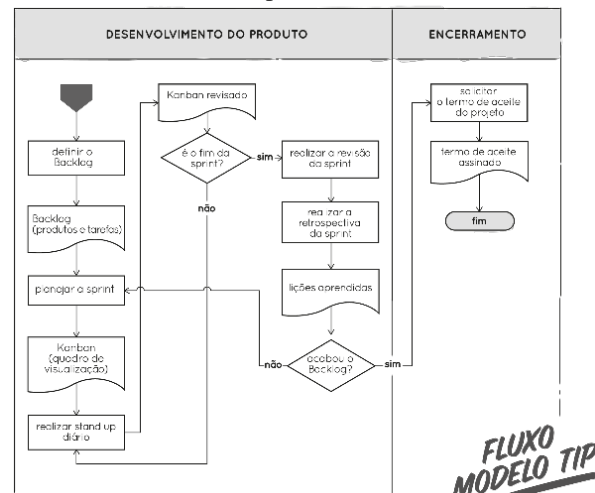 DESENVOLVIMENTO DO PRODUTO
ENCERRAMENTO
definir o
Backlog
Backlog
(produtos e tarefas)
planejar a sprint
Kanban
(quadro de
visualização)
realizar stand up
diário
Kanban revisado
é o fim da
sprint?
sim
não
realizar a revisão
da sprint
realizar a
retrospectiva
da sprint
lições aprendidas
acabou o
Backlog?
não
sim
solicitar
o termo de aceite
do projeto
termo de aceite
assinado
fim
FLUXO
MODELO TIP